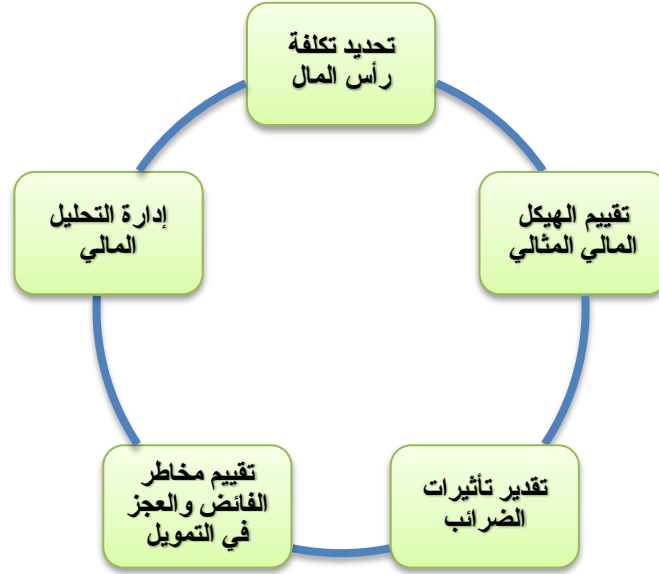 تحديد تكلفة
رأس المال
تقييم الهيكل
المالي المثالي
تقدير تأثيرات
الضرائب
تقييم مخاطر
الفائض والعجز
في التمويل
إدارة التحليل
المالي